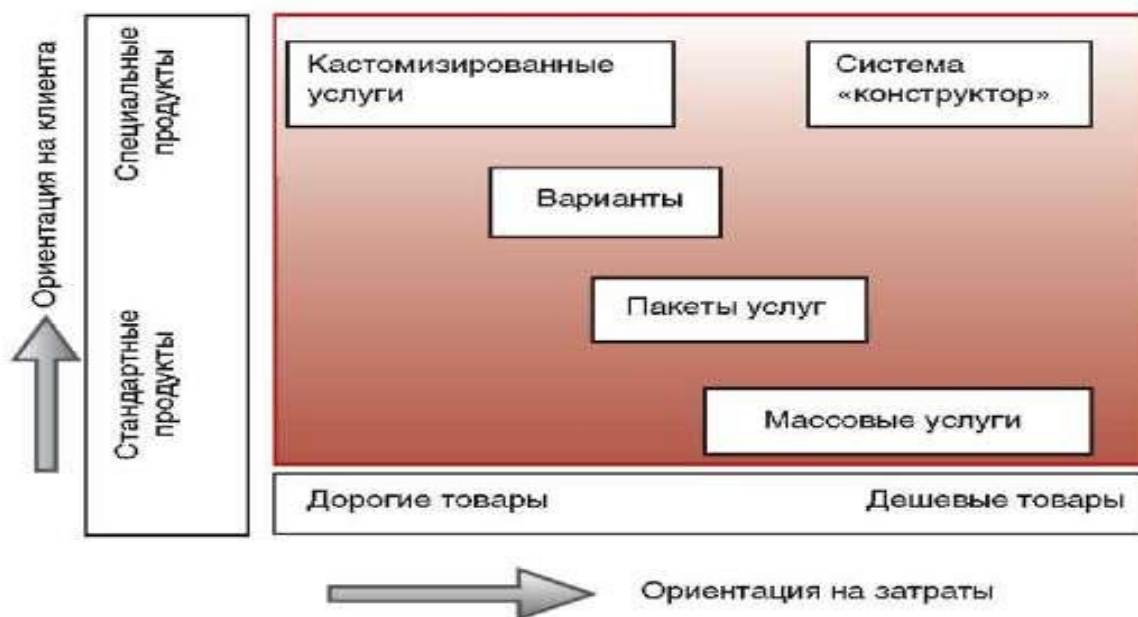 Ориентация на клиента
Специальные
продукты
Стандартные
продукты
Кастомизированные
услуги
Система
«конструктор»
Варианты
Пакеты услуг
Массовые услуги
Дорогие товары
Дешевые товары
Ориентация на затраты